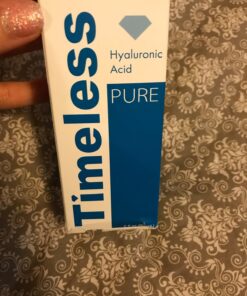 Timeless
Hyaluronic
Acid
PURE